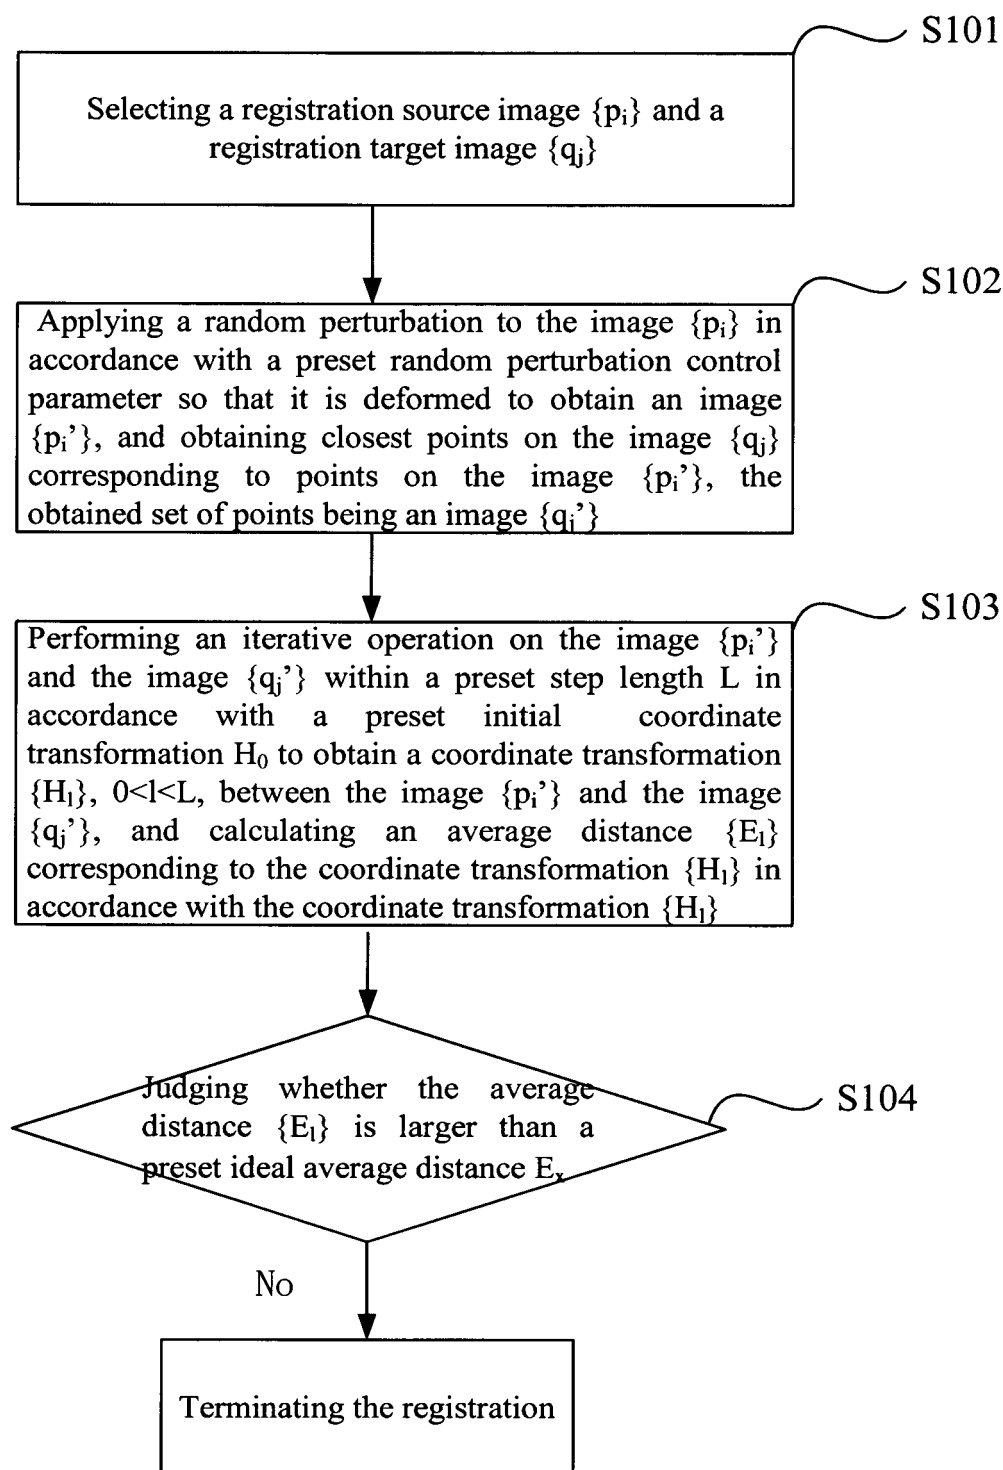 S101
Selecting a registration source image {pᵢ} and a
registration target image {qⱼ}
S102
Applying a random perturbation to the image {pᵢ} in
accordance with a preset random perturbation control
parameter so that it is deformed to obtain an image
{pᵢ’}, and obtaining closest points on the image {qⱼ}
corresponding to points on the image {pᵢ’}, the
obtained set of points being an image {qⱼ’}
S103
Performing an iterative operation on the image {pᵢ’}
and the image {qⱼ’} within a preset step length L in
accordance with a preset initial coordinate
transformation H₀ to obtain a coordinate transformation
{Hₗ}, 0<l<L, between the image {pᵢ’} and the image
{qⱼ’}, and calculating an average distance {Eₗ}
corresponding to the coordinate transformation {Hₗ} in
accordance with the coordinate transformation {Hₗ}
S104
Judging whether the average
distance {Eₗ} is larger than a
preset ideal average distance Eₓ
No
Terminating the registration